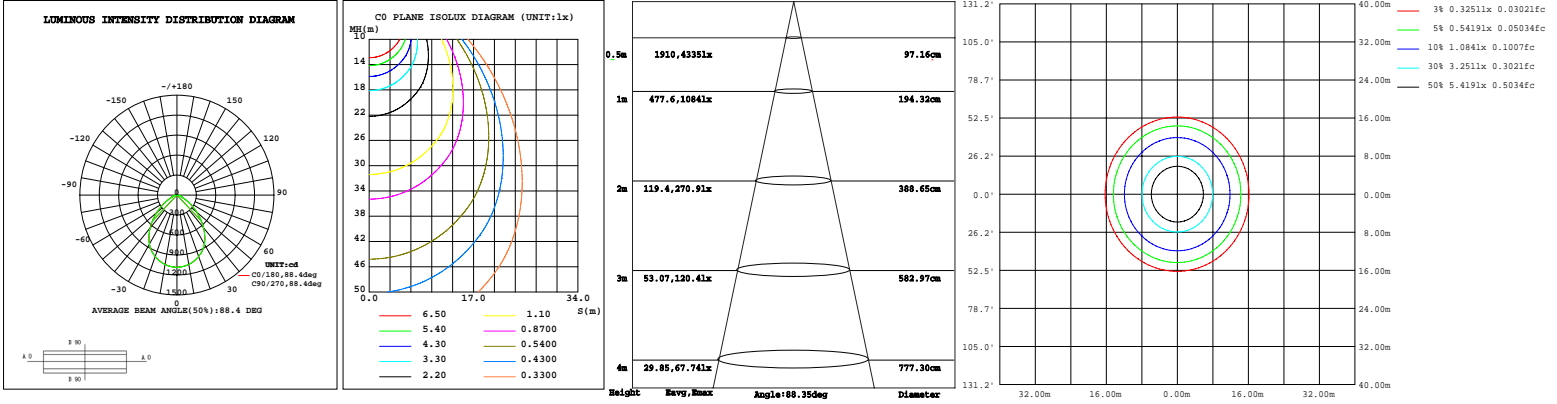 LUMINOUS INTENSITY DISTRIBUTION DIAGRAM
-/+180
-150
150
-120
120
-90
90
-60
60
-30
30
0
0
300
600
900
1200
1500
UNIT:cd
C0/180,88.4deg
C90/270,88.4deg
AVERAGE BEAM ANGLE(50%):88.4 DEG
B 90
A 0
A 0
B 90
C0 PLANE ISOLUX DIAGRAM (UNIT:lx)
MH(m)
10
14
18
22
26
30
34
38
42
46
50
0.0
17.0
34.0
S(m)
6.50
1.10
5.40
0.8700
4.30
0.5400
3.30
0.4300
2.20
0.3300
0.5m
1910,4335lx
97.16cm
1m
477.6,1084lx
194.32cm
2m
119.4,270.9lx
388.65cm
3m
53.07,120.4lx
582.97cm
4m
29.85,67.74lx
777.30cm
Height
Eavg,Emax
Angle:88.35deg
Diameter
131.2'
105.0'
78.7'
52.5'
26.2'
0.0'
26.2'
52.5'
78.7'
105.0'
131.2'
40.00m
32.00m
24.00m
16.00m
8.00m
0.00m
8.00m
16.00m
24.00m
32.00m
40.00m
32.00m
16.00m
0.00m
16.00m
32.00m
3% 0.3251lx 0.03021fc
5% 0.5419lx 0.05034fc
10% 1.084lx 0.1007fc
30% 3.251lx 0.3021fc
50% 5.419lx 0.5034fc